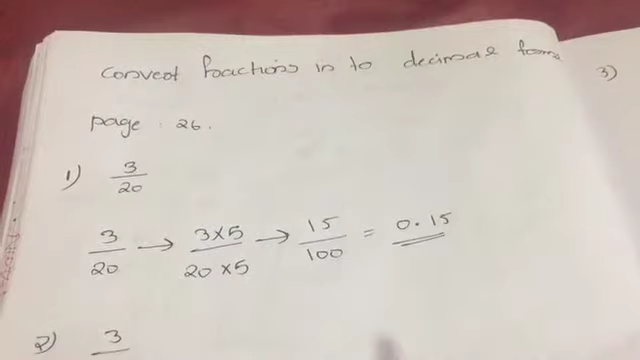 Convert fractions in to decimal form
page : 26.
3)
1) 3/20
3/20 → 3×5/20×5 → 15/100 = 0.15
2) 3